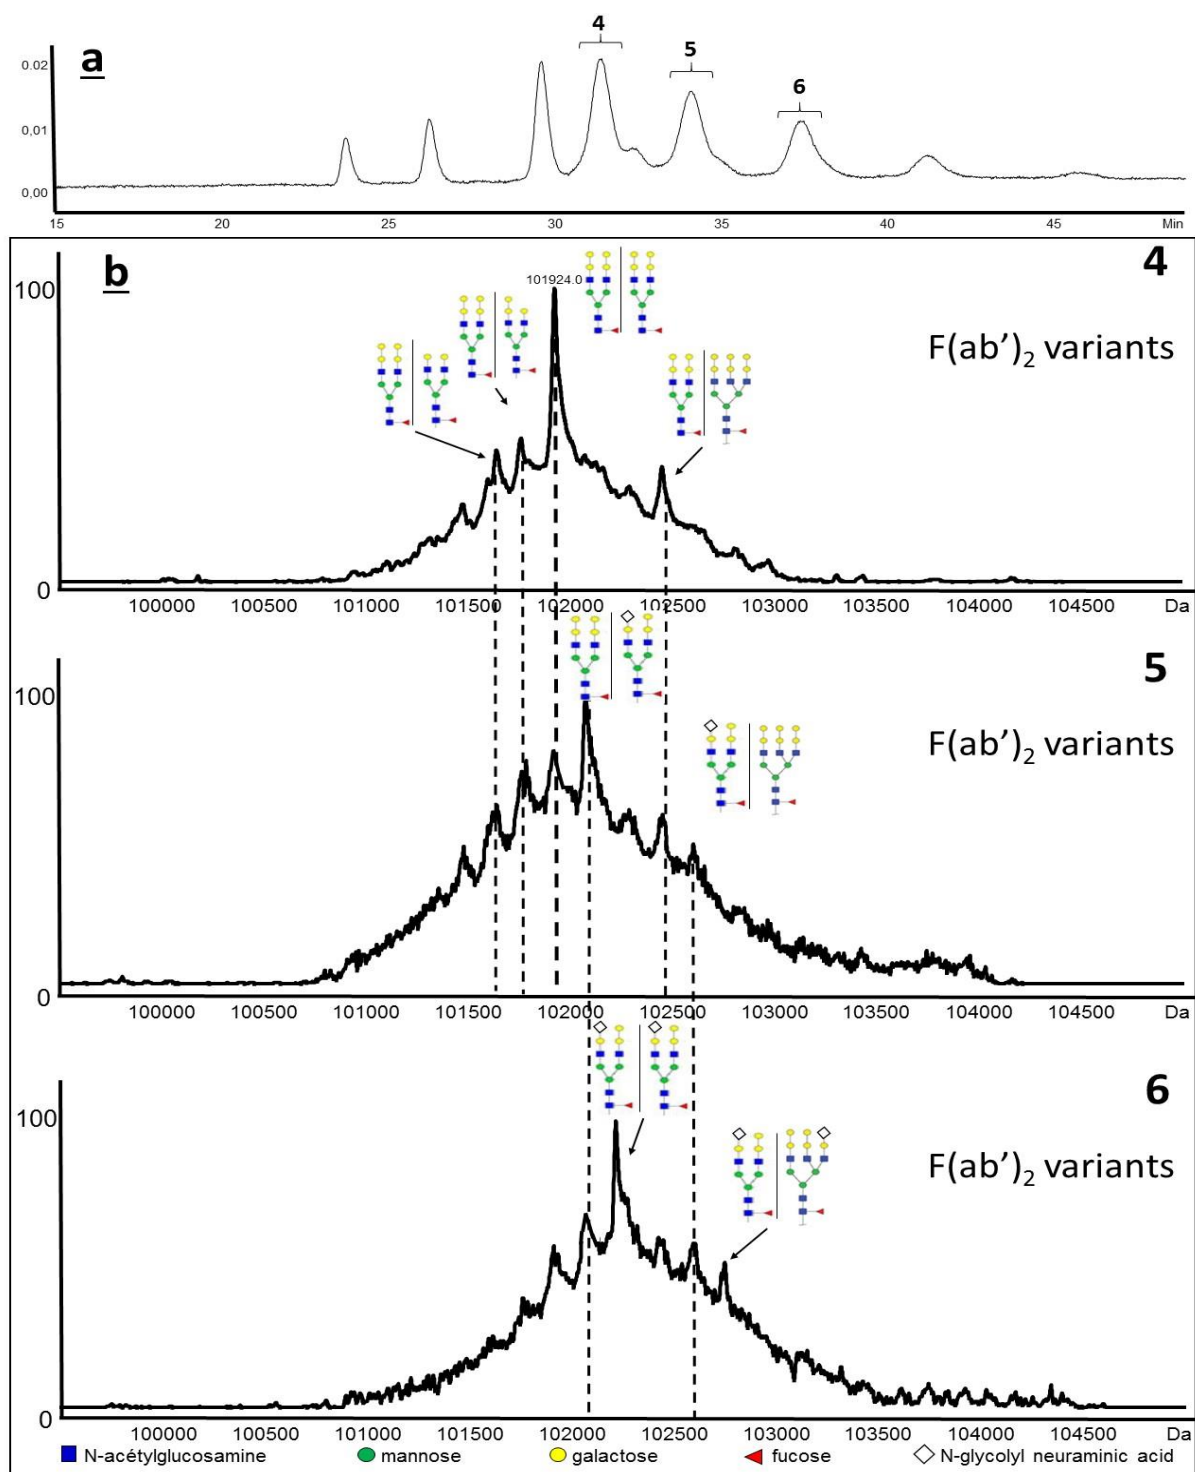 4
5
6
a
0.02
0,01
0,00
15 20 25 30 35 40 45 Min
b
4
100
101924.0
F(ab’)2 variants
0
100000 100500 101000 101500 102000 102500 103000 103500 104000 104500 Da
5
100
F(ab’)2 variants
0
100000 100500 101000 101500 102000 102500 103000 103500 104000 104500 Da
6
100
F(ab’)2 variants
0
100000 100500 101000 101500 102000 102500 103000 103500 104000 104500 Da
N-acétylglucosamine mannose galactose fucose N-glycolyl neuraminic acid